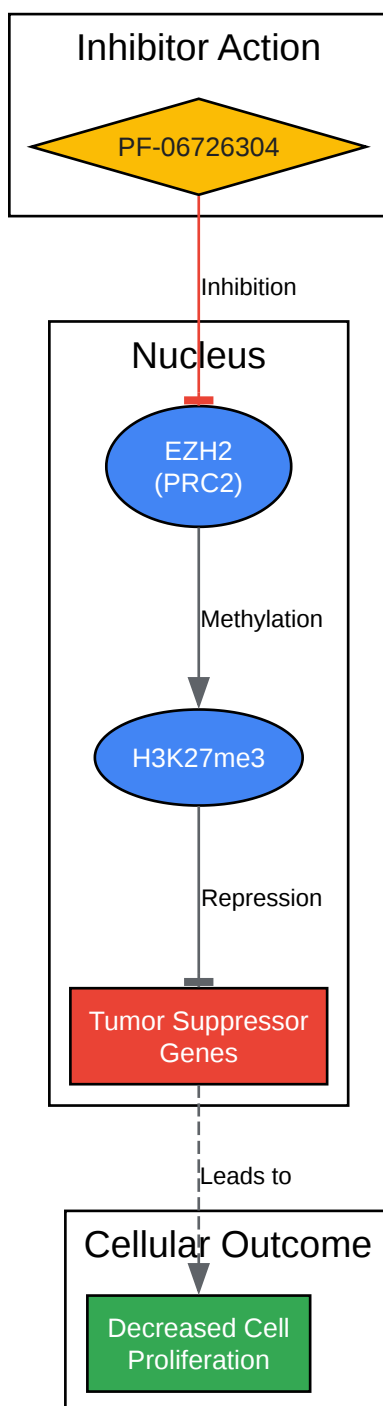 Inhibitor Action
PF-06726304
Inhibition
Nucleus
EZH2
(PRC2)
Methylation
H3K27me3
Repression
Tumor Suppressor
Genes
Leads to
Cellular Outcome
Decreased Cell
Proliferation